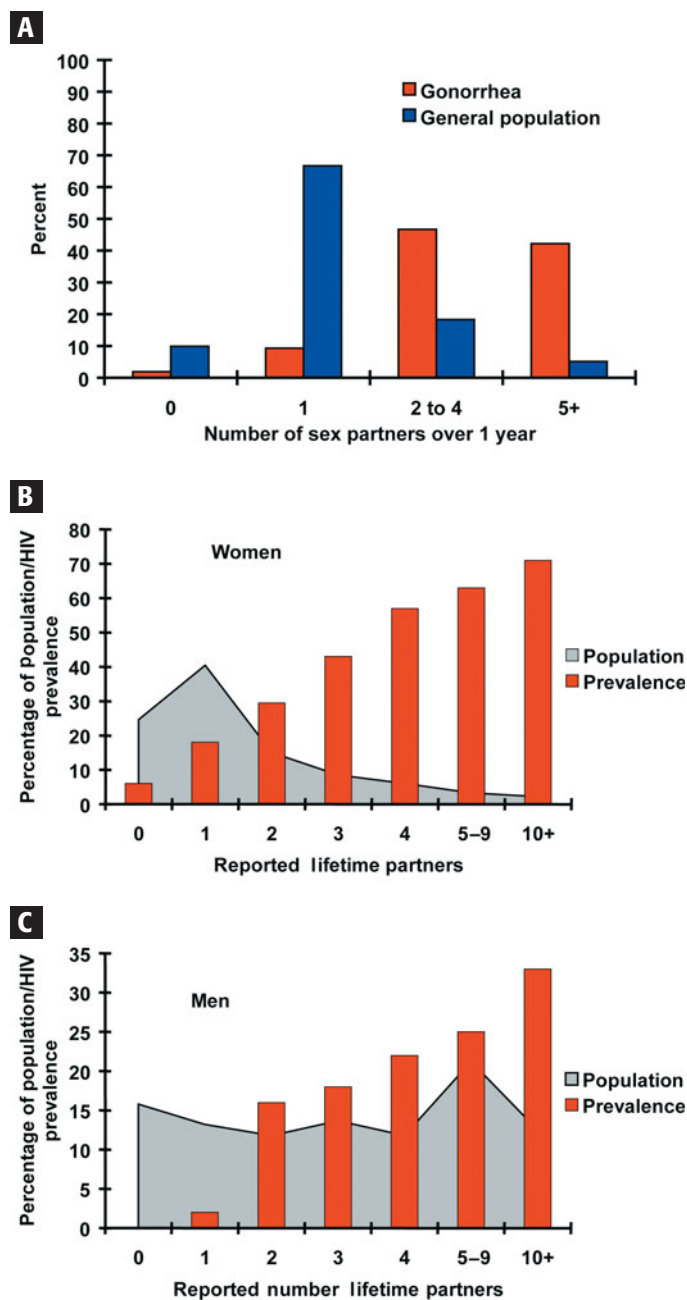 A
100
90
80
70
60
50
40
30
20
10
0
Percent
Gonorrhea
General population
0 1 2 to 4 5+
Number of sex partners over 1 year
B
80
70
60
50
40
30
20
10
0
Percentage of Population/HIV
prevalence
Women
Population
Prevalence
0 1 2 3 4 5–9 10+
Reported lifetime partners
C
35
30
25
20
15
10
5
0
Percentage of population/HIV
prevalence
Men
Population
Prevalence
0 1 2 3 4 5–9 10+
Reported number lifetime partners